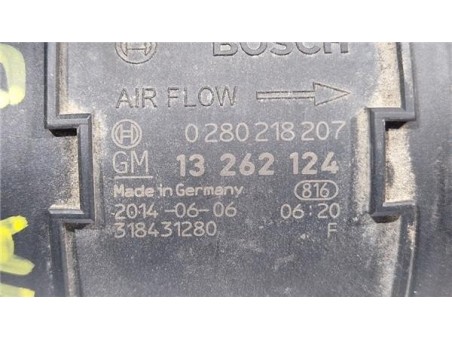 BOSCH
AIR FLOW
0 280 218 207
GM 13 262 124
Made in Germany 816
2014-06-06 06:20
318431280 F